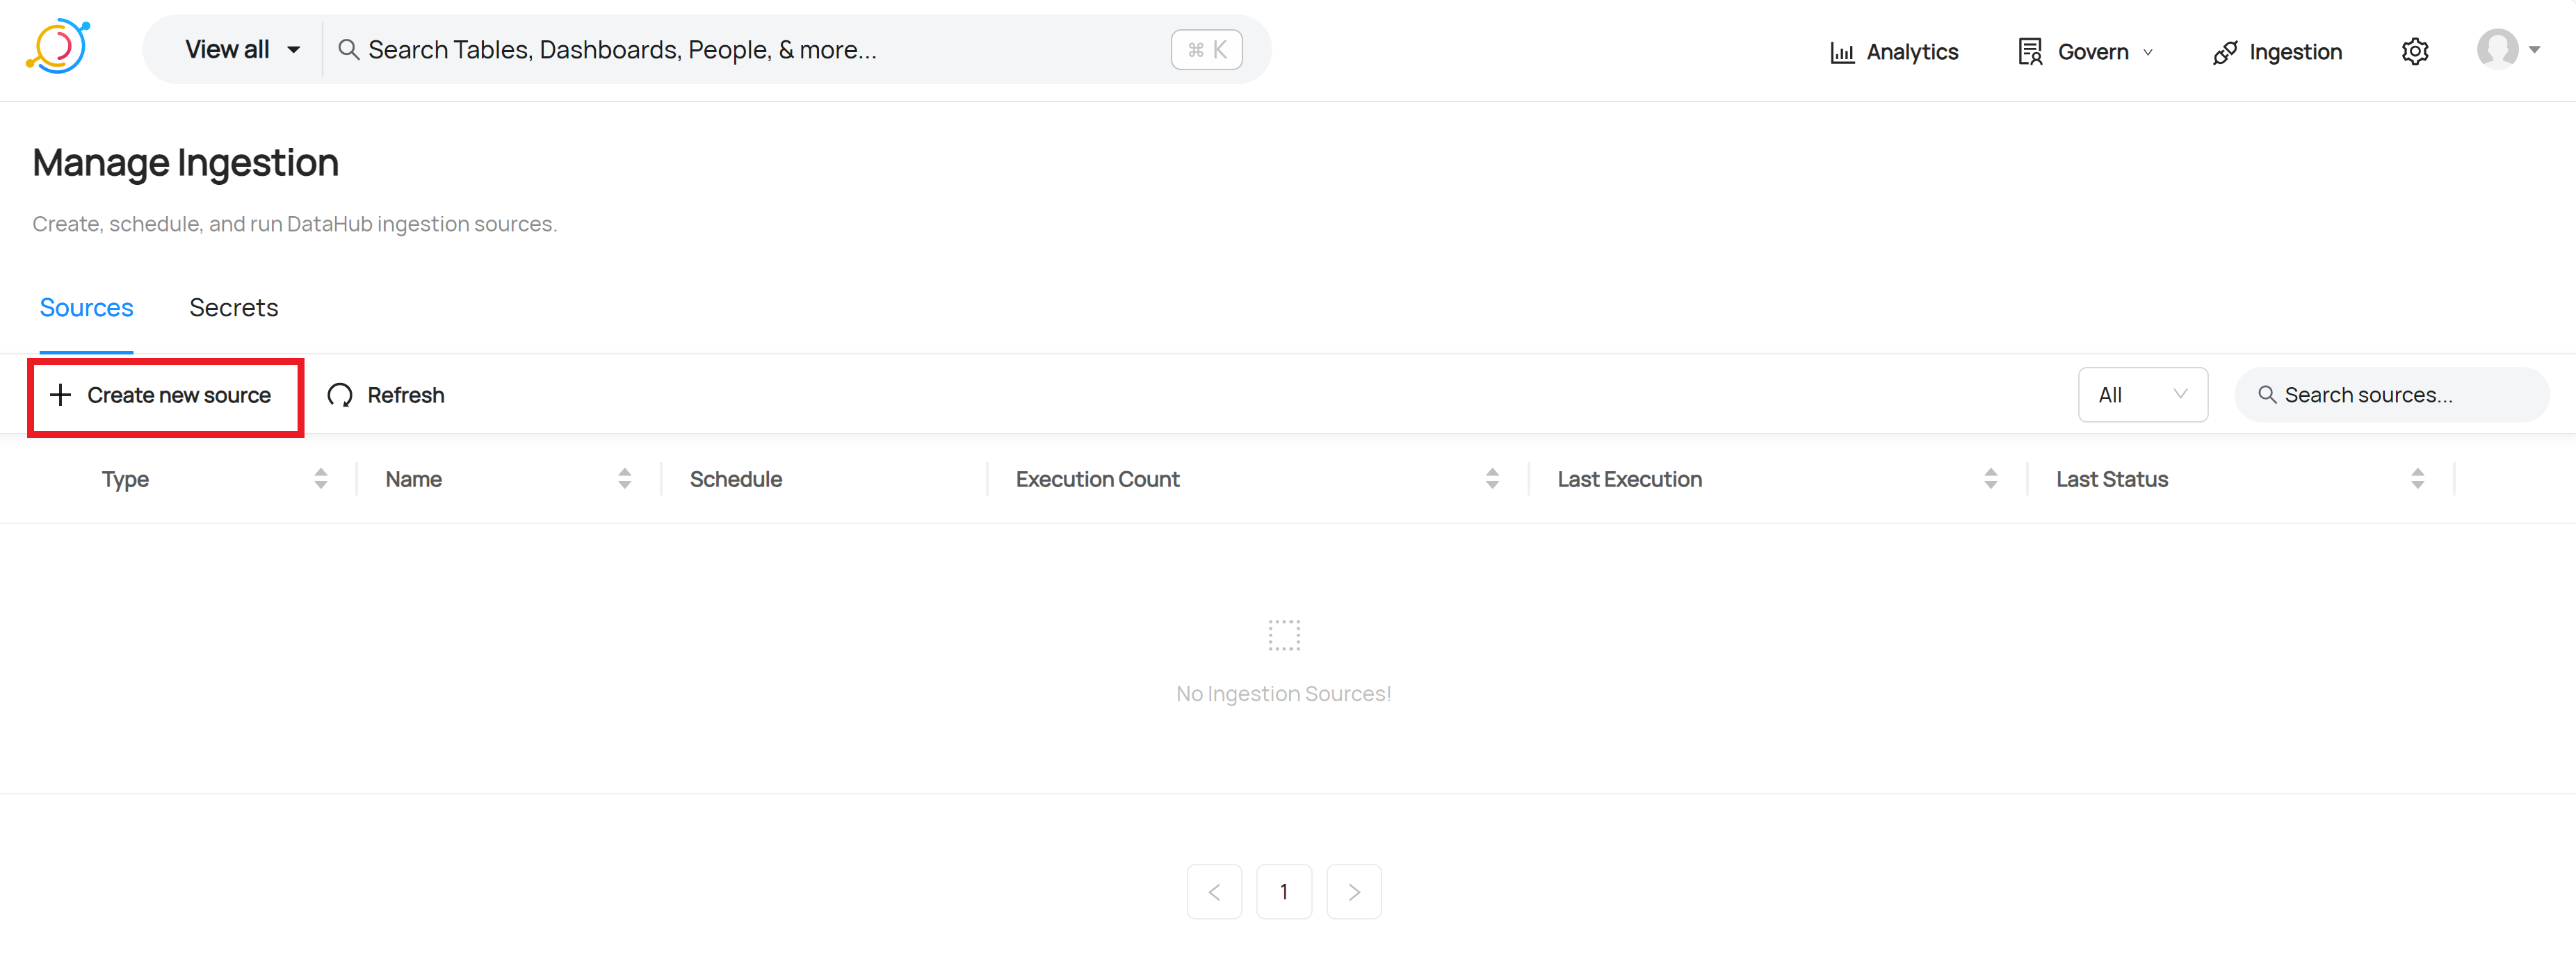 View all Search Tables, Dashboards, People, & more... ⌘ K Analytics Govern Ingestion
Manage Ingestion
Create, schedule, and run DataHub ingestion sources.
Sources Secrets
Create new source Refresh All Search sources...
Type Name Schedule Execution Count Last Execution Last Status
No Ingestion Sources!
1